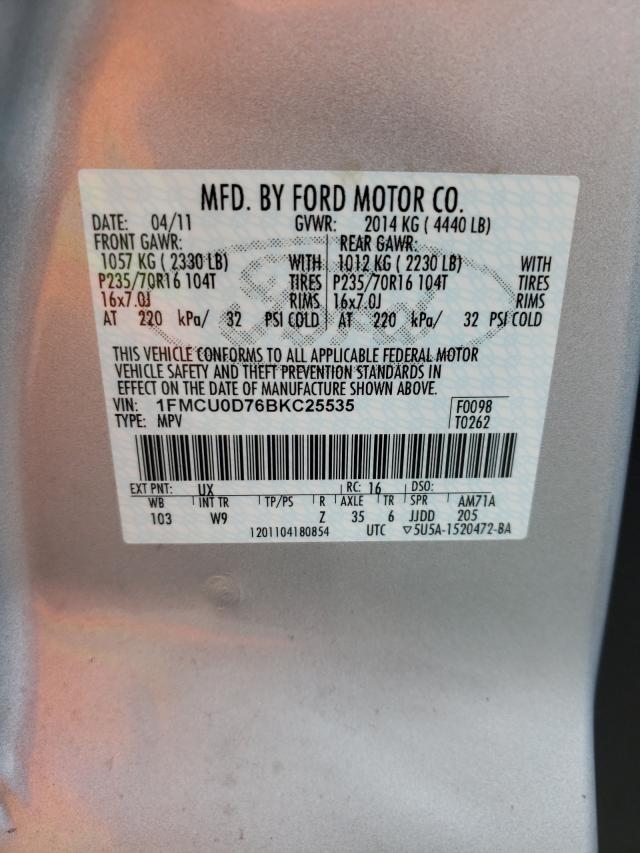 MFD. BY FORD MOTOR CO.
DATE: 04/11 GVWR: 2014 KG ( 4440 LB)
FRONT GAWR: REAR GAWR:
1057 KG ( 2330 LB) WITH 1012 KG ( 2230 LB) WITH
P235/70R16 104T TIRES P235/70R16 104T TIRES
16x7.0J RIMS 16x7.0J RIMS
AT 220 kPa/ 32 PSI COLD AT 220 kPa/ 32 PSI COLD
THIS VEHICLE CONFORMS TO ALL APPLICABLE FEDERAL MOTOR
VEHICLE SAFETY AND THEFT PREVENTION STANDARDS IN
EFFECT ON THE DATE OF MANUFACTURE SHOWN ABOVE.
VIN: 1FMCU0D76BKC25535 F0098
TYPE: MPV T0262
EXT PNT: UX RC: 16 DSO:
WB INT TR TP/PS R AXLE TR SPR AM71A
103 W9 Z 35 6 JJDD 205
1201104180854 UTC ▽5U5A-1520472-BA